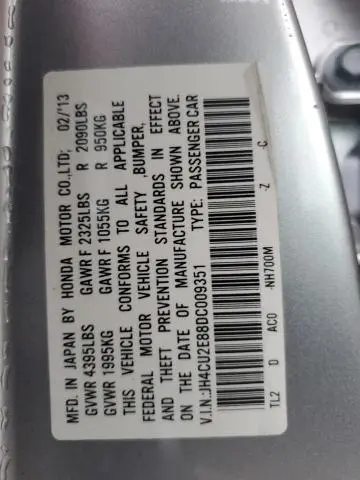 MFD. IN JAPAN BY HONDA MOTOR CO.,LTD; 02/'13
GVWR 4395LBS GAWR F 2325LBS R 2090LBS
GVWR 1995KG GAWR F 1055KG R 950KG
THIS VEHICLE CONFORMS TO ALL APPLICABLE
FEDERAL MOTOR VEHICLE SAFETY ,BUMPER,
AND THEFT PREVENTION STANDARDS IN EFFECT
ON THE DATE OF MANUFACTURE SHOWN ABOVE.
V.I.N.:JH4CU2E88DC009351 TYPE: PASSENGER CAR
TL2 D AC0 -NH700M -Z -C